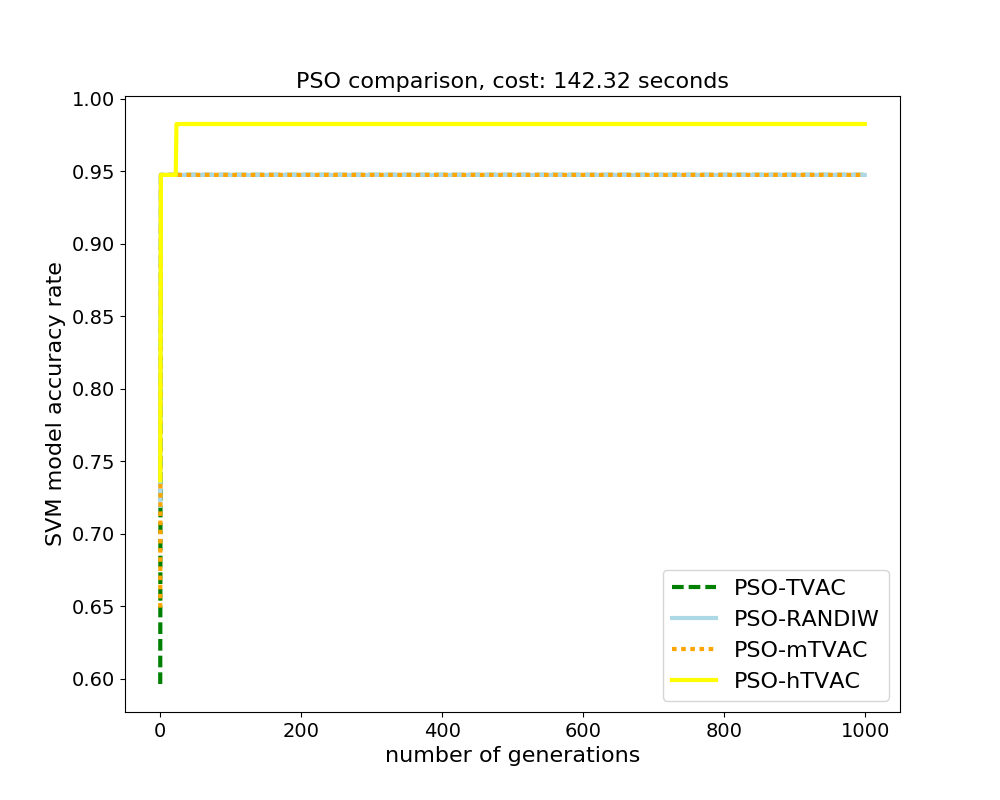 PSO comparison, cost: 142.32 seconds
1.00
0.95
0.90
0.85
0.80
0.75
0.70
0.65
0.60
SVM model accuracy rate
PSO-TVAC
PSO-RANDIW
PSO-mTVAC
PSO-hTVAC
0 200 400 600 800 1000
number of generations